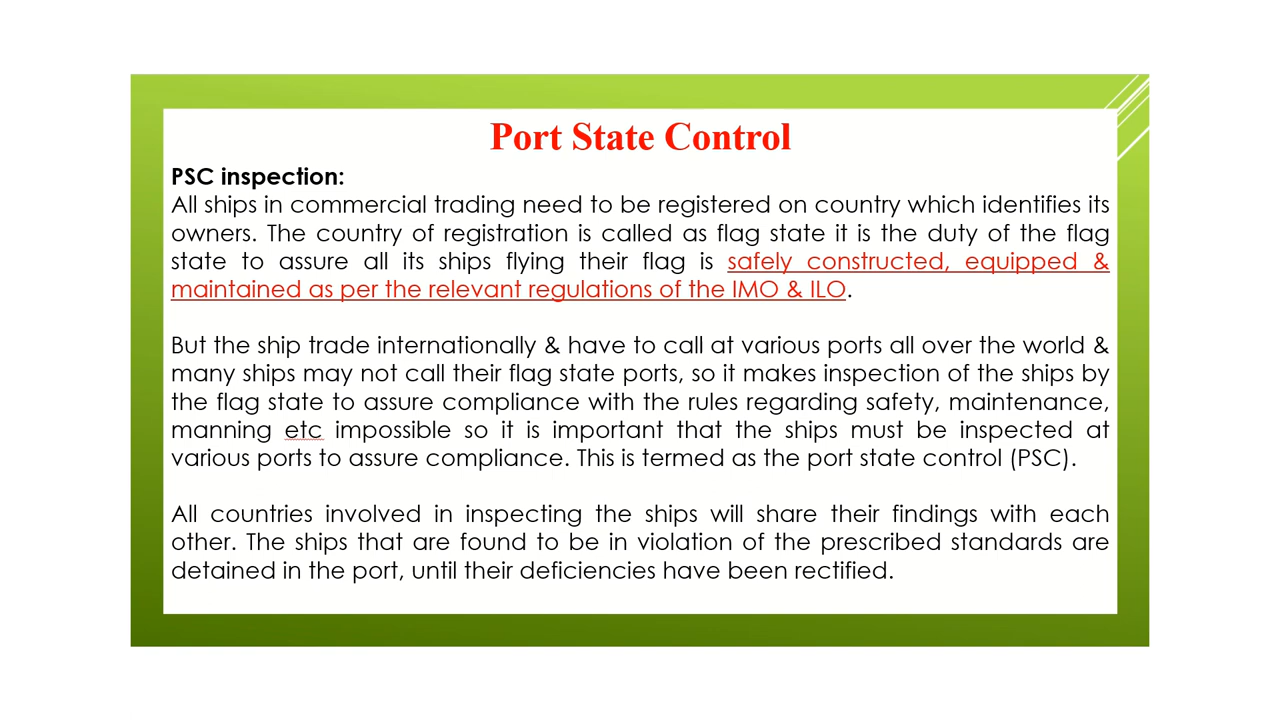 Port State Control
PSC inspection:
All ships in commercial trading need to be registered on country which identifies its
owners. The country of registration is called as flag state it is the duty of the flag
state to assure all its ships flying their flag is safely constructed, equipped &
maintained as per the relevant regulations of the IMO & ILO.
But the ship trade internationally & have to call at various ports all over the world &
many ships may not call their flag state ports, so it makes inspection of the ships by
the flag state to assure compliance with the rules regarding safety, maintenance,
manning etc impossible so it is important that the ships must be inspected at
various ports to assure compliance. This is termed as the port state control (PSC).
All countries involved in inspecting the ships will share their findings with each
other. The ships that are found to be in violation of the prescribed standards are
detained in the port, until their deficiencies have been rectified.